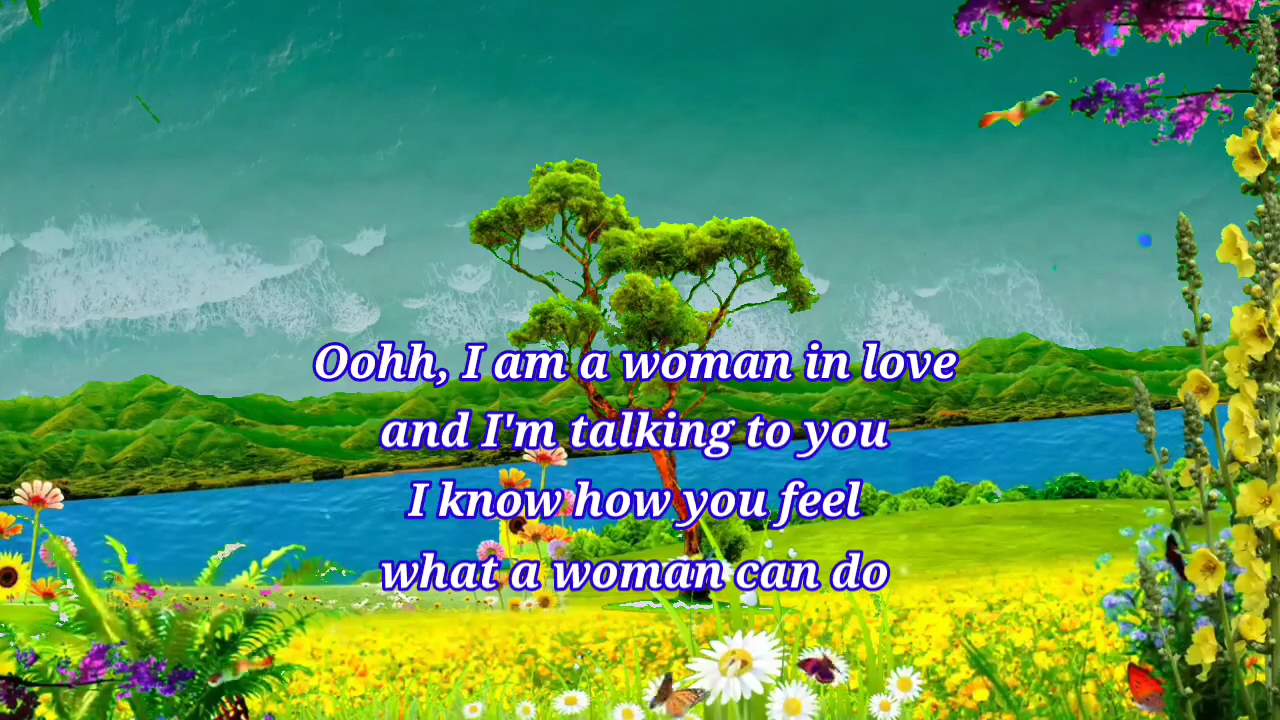 Oohh, I am a woman in love
and I'm talking to you
I know how you feel
what a woman can do